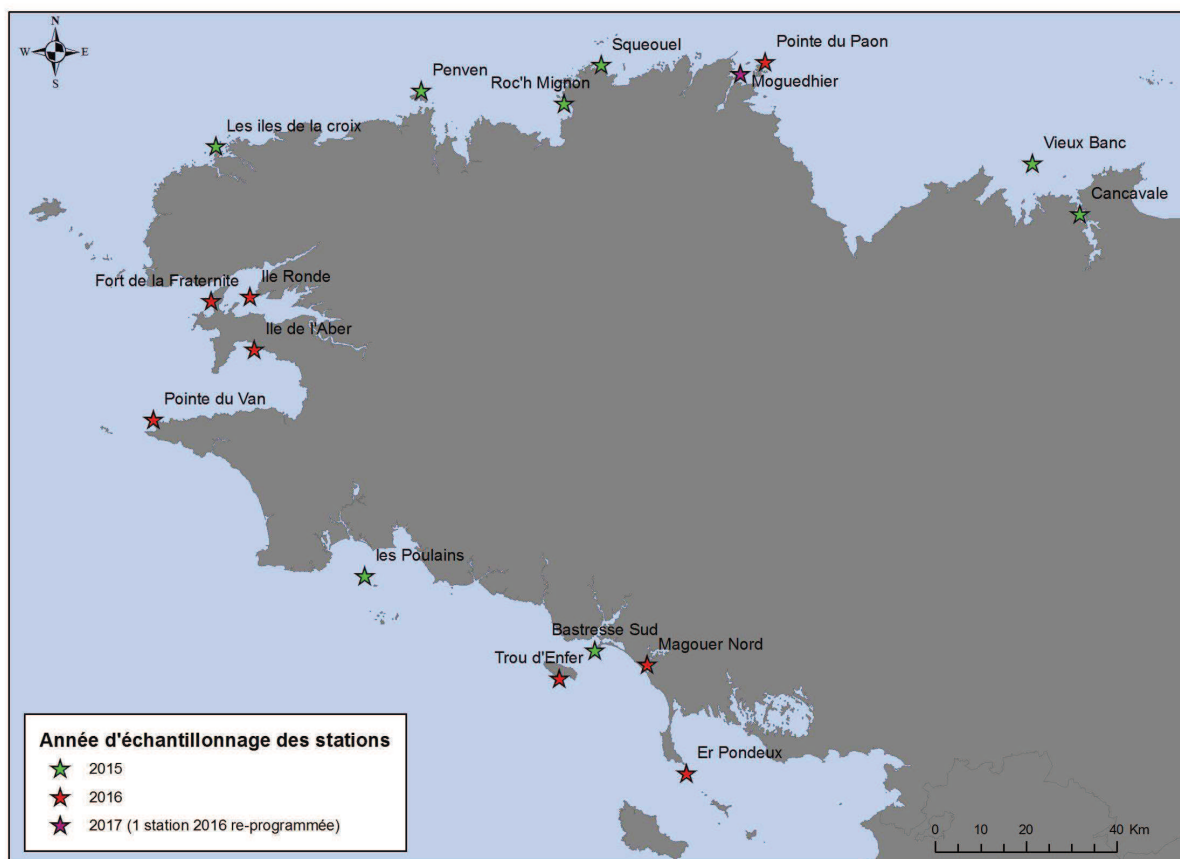 N
W E
S
Squeouel
Pointe du Paon
Penven
Roc'h Mignon
Moguedhier
Les iles de la croix
Vieux Banc
Cancavale
Fort de la Fraternite
Ile Ronde
Ile de l'Aber
Pointe du Van
les Poulains
Bastresse Sud
Magouer Nord
Trou d'Enfer
Er Pondeux
Année d'échantillonnage des stations
2015
2016
2017 (1 station 2016 re-programmée)
0 10 20 40 Km